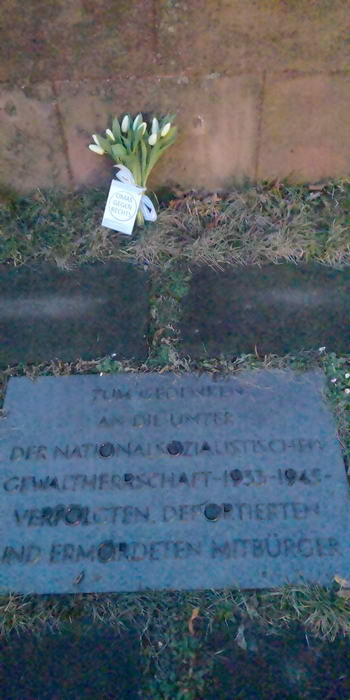 OMAS
GEGEN
RECHTS
ZUM GEDENKEN
AN DIE UNTER
DER NATIONALSOZIALISTISCHEN
GEWALTHERRSCHAFT-1933-1945-
VERFOLGTEN, DEPORTIERTEN
UND ERMORDETEN MITBÜRGER